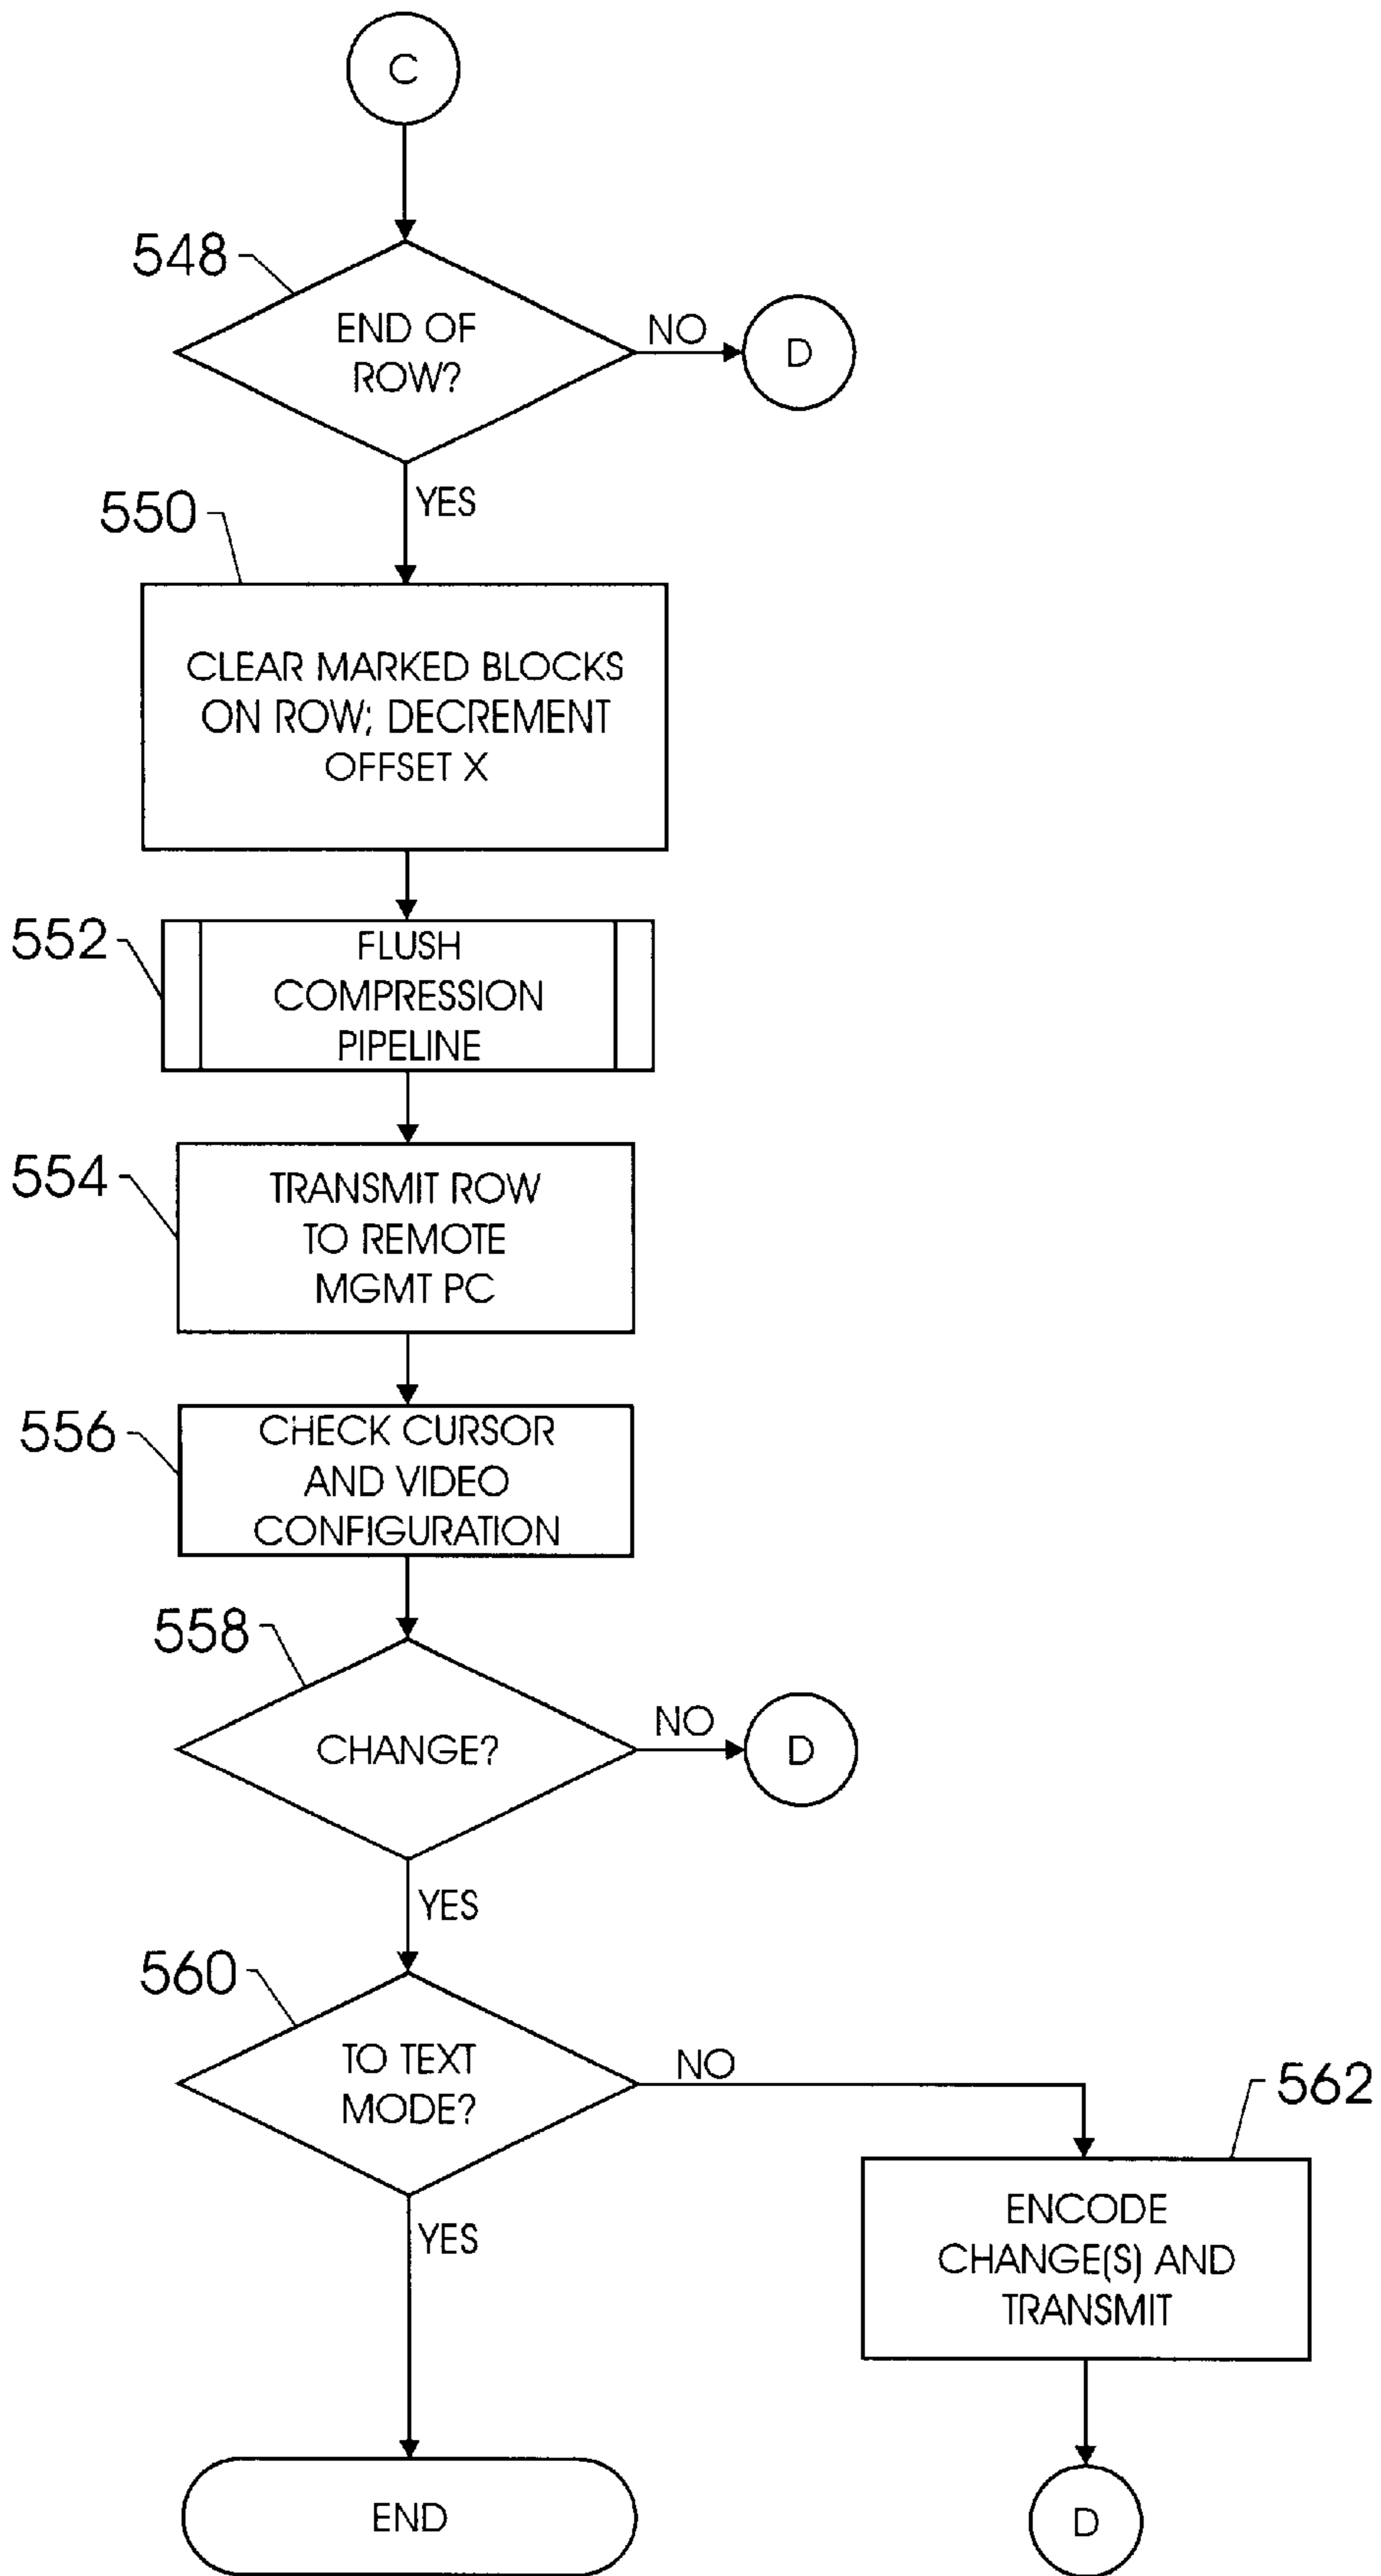 C
548
END OF
ROW?
NO
D
YES
550
CLEAR MARKED BLOCKS
ON ROW; DECREMENT
OFFSET X
552
FLUSH
COMPRESSION
PIPELINE
554
TRANSMIT ROW
TO REMOTE
MGMT PC
556
CHECK CURSOR
AND VIDEO
CONFIGURATION
558
CHANGE?
NO
D
YES
560
TO TEXT
MODE?
NO
562
ENCODE
CHANGE(S) AND
TRANSMIT
YES
END
D